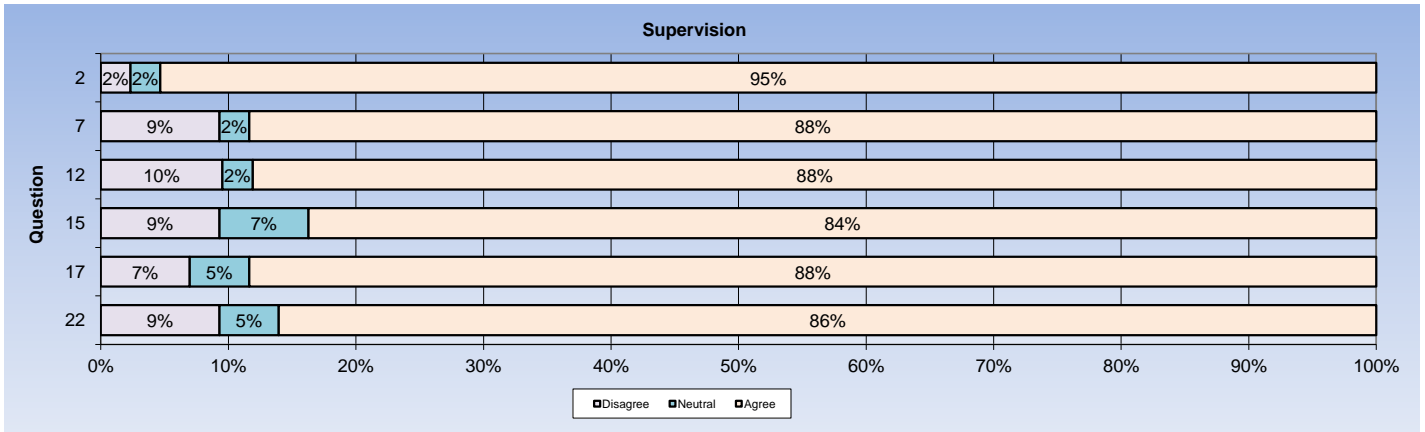 Supervision
Question
2 2% 2% 95%
7 9% 2% 88%
12 10% 2% 88%
15 9% 7% 84%
17 7% 5% 88%
22 9% 5% 86%
0% 10% 20% 30% 40% 50% 60% 70% 80% 90% 100%
Disagree Neutral Agree